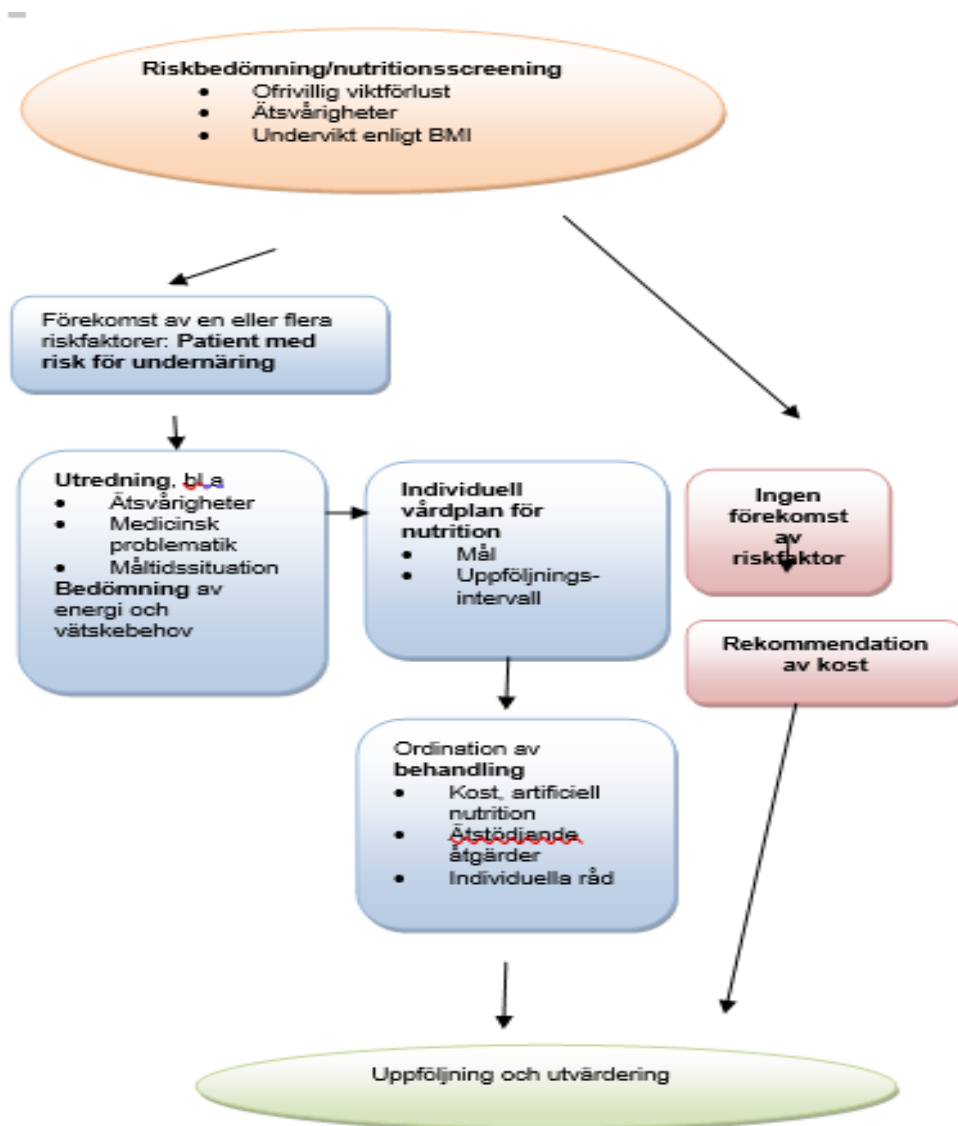 Riskbedömning/nutritionsscreening
• Ofrivillig viktförlust
• Ätsvårigheter
• Undervikt enligt BMI
Förekomst av en eller flera
riskfaktorer: Patient med
risk för undernäring
Utredning, bl.a
• Ätsvårigheter
• Medicinsk
problematik
• Måltidssituation
Bedömning av
energi och
vätskebehov
Individuell
vårdplan för
nutrition
• Mål
• Uppföljnings-
intervall
Ingen
förekomst
av
riskfaktor
Rekommendation
av kost
Ordination av
behandling
• Kost, artificiell
nutrition
• Ätstödjande
åtgärder
• Individuella råd
Uppföljning och utvärdering